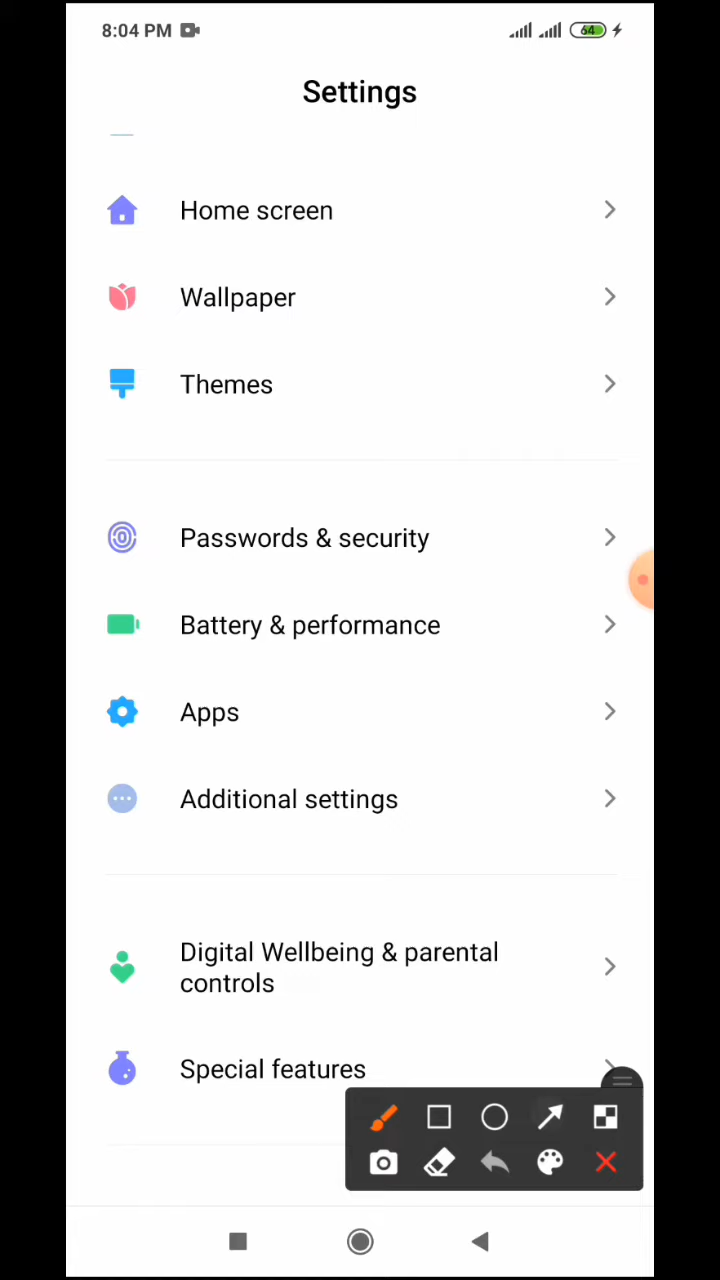 8:04 PM
64
Settings
Home screen
Wallpaper
Themes
Passwords & security
Battery & performance
Apps
Additional settings
Digital Wellbeing & parental
controls
Special features